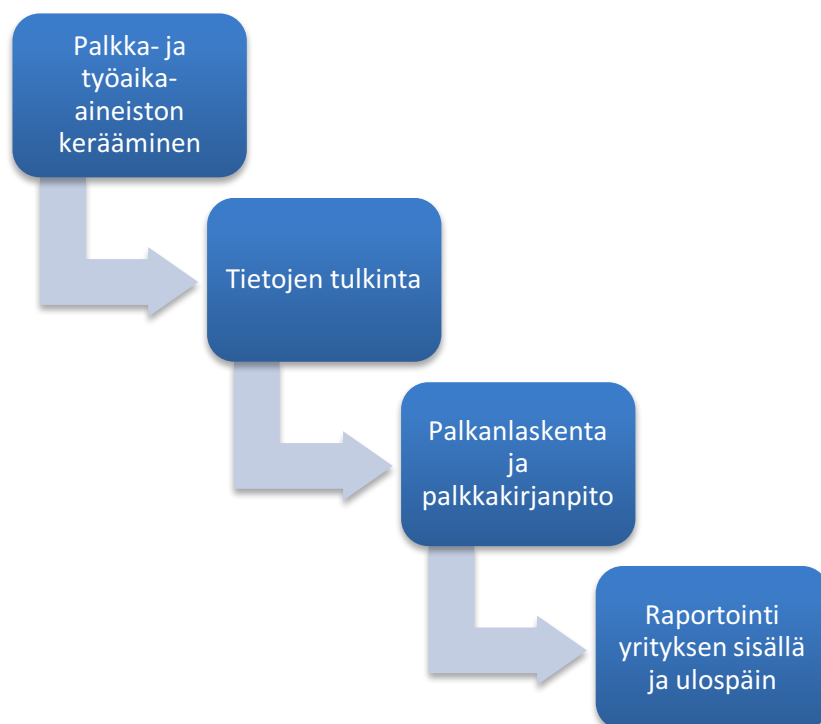 Palkka- ja
työaika-
aineiston
kerääminen
Tietojen tulkinta
Palkanlaskenta
ja
palkkakirjanpito
Raportointi
yrityksen sisällä
ja ulospäin